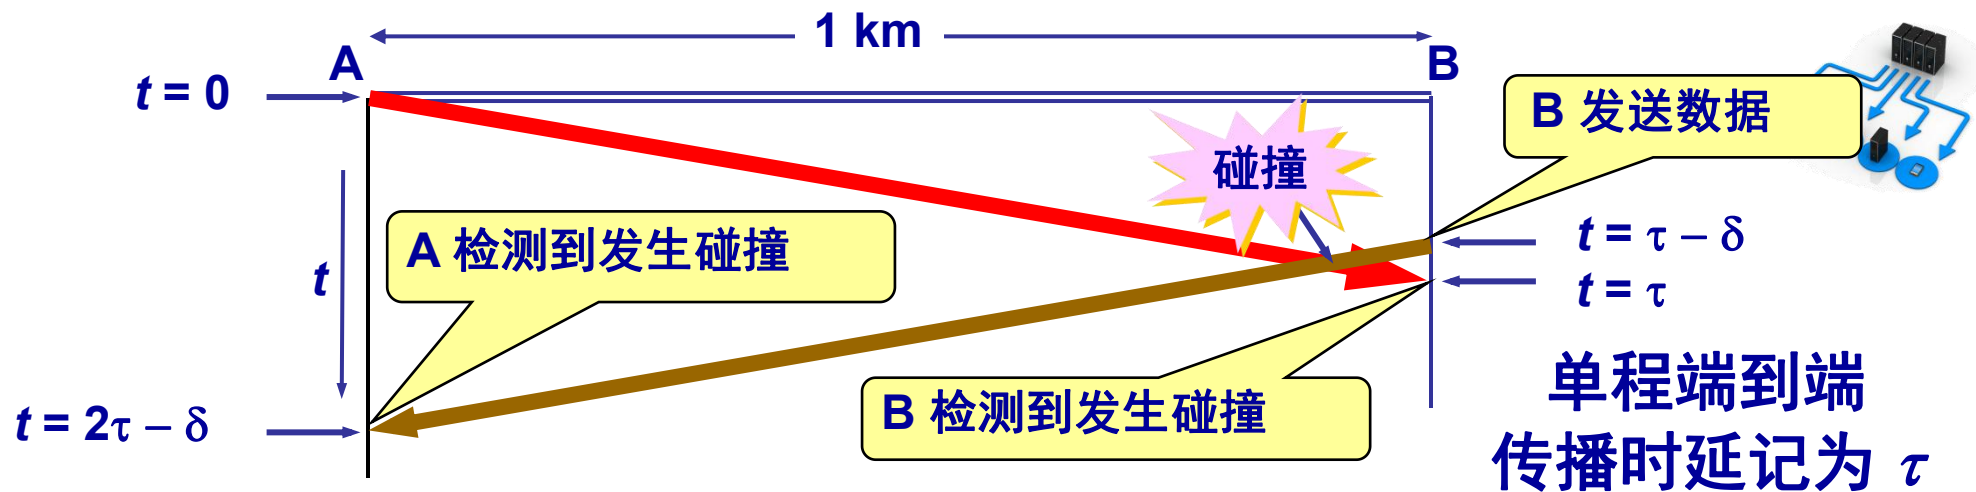 1 km
A
B
t = 0
B 发送数据
碰撞
t = τ − δ
A 检测到发生碰撞
t
t = τ
单程端到端
传播时延记为 τ
B 检测到发生碰撞
t = 2τ − δ